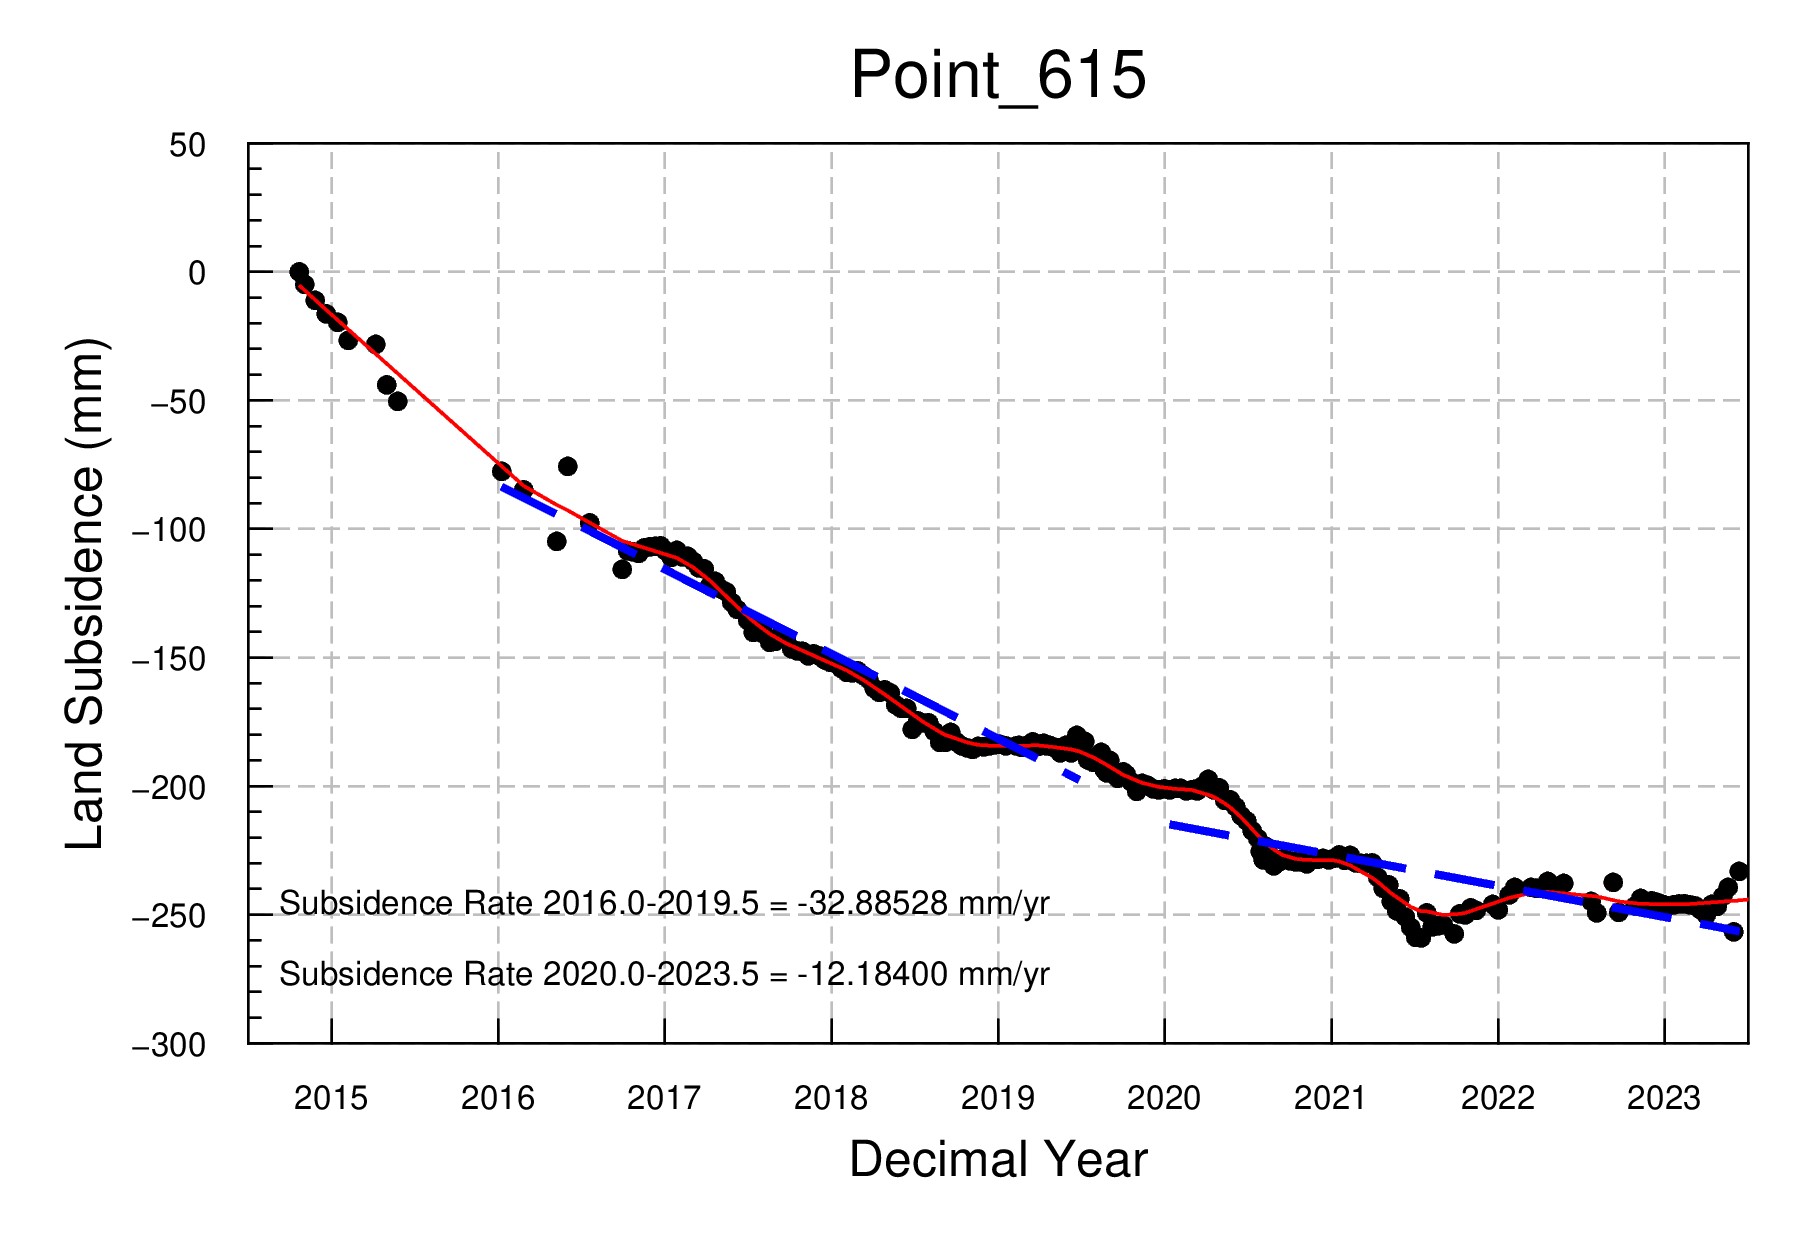 Point_615
50
0
−50
−100
−150
−200
−250
−300
Land Subsidence (mm)
Subsidence Rate 2016.0-2019.5 = -32.88528 mm/yr
Subsidence Rate 2020.0-2023.5 = -12.18400 mm/yr
2015 2016 2017 2018 2019 2020 2021 2022 2023
Decimal Year